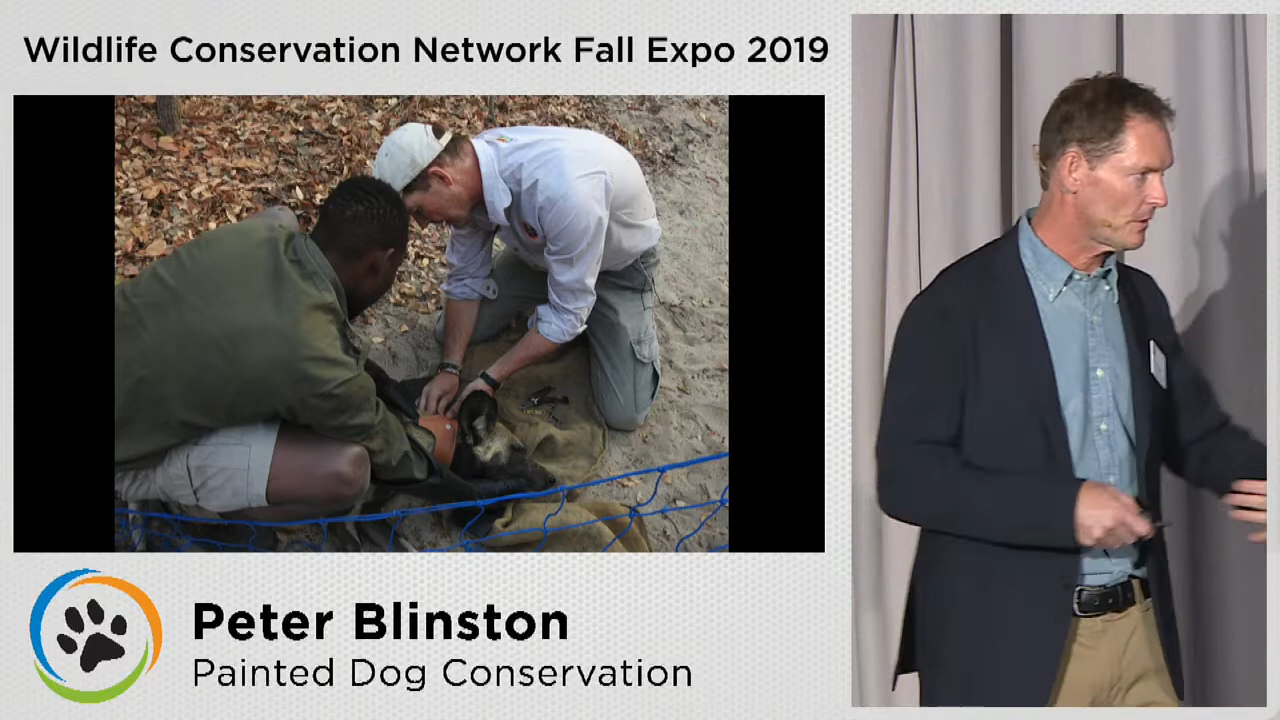 Wildlife Conservation Network Fall Expo 2019
Peter Blinston
Painted Dog Conservation